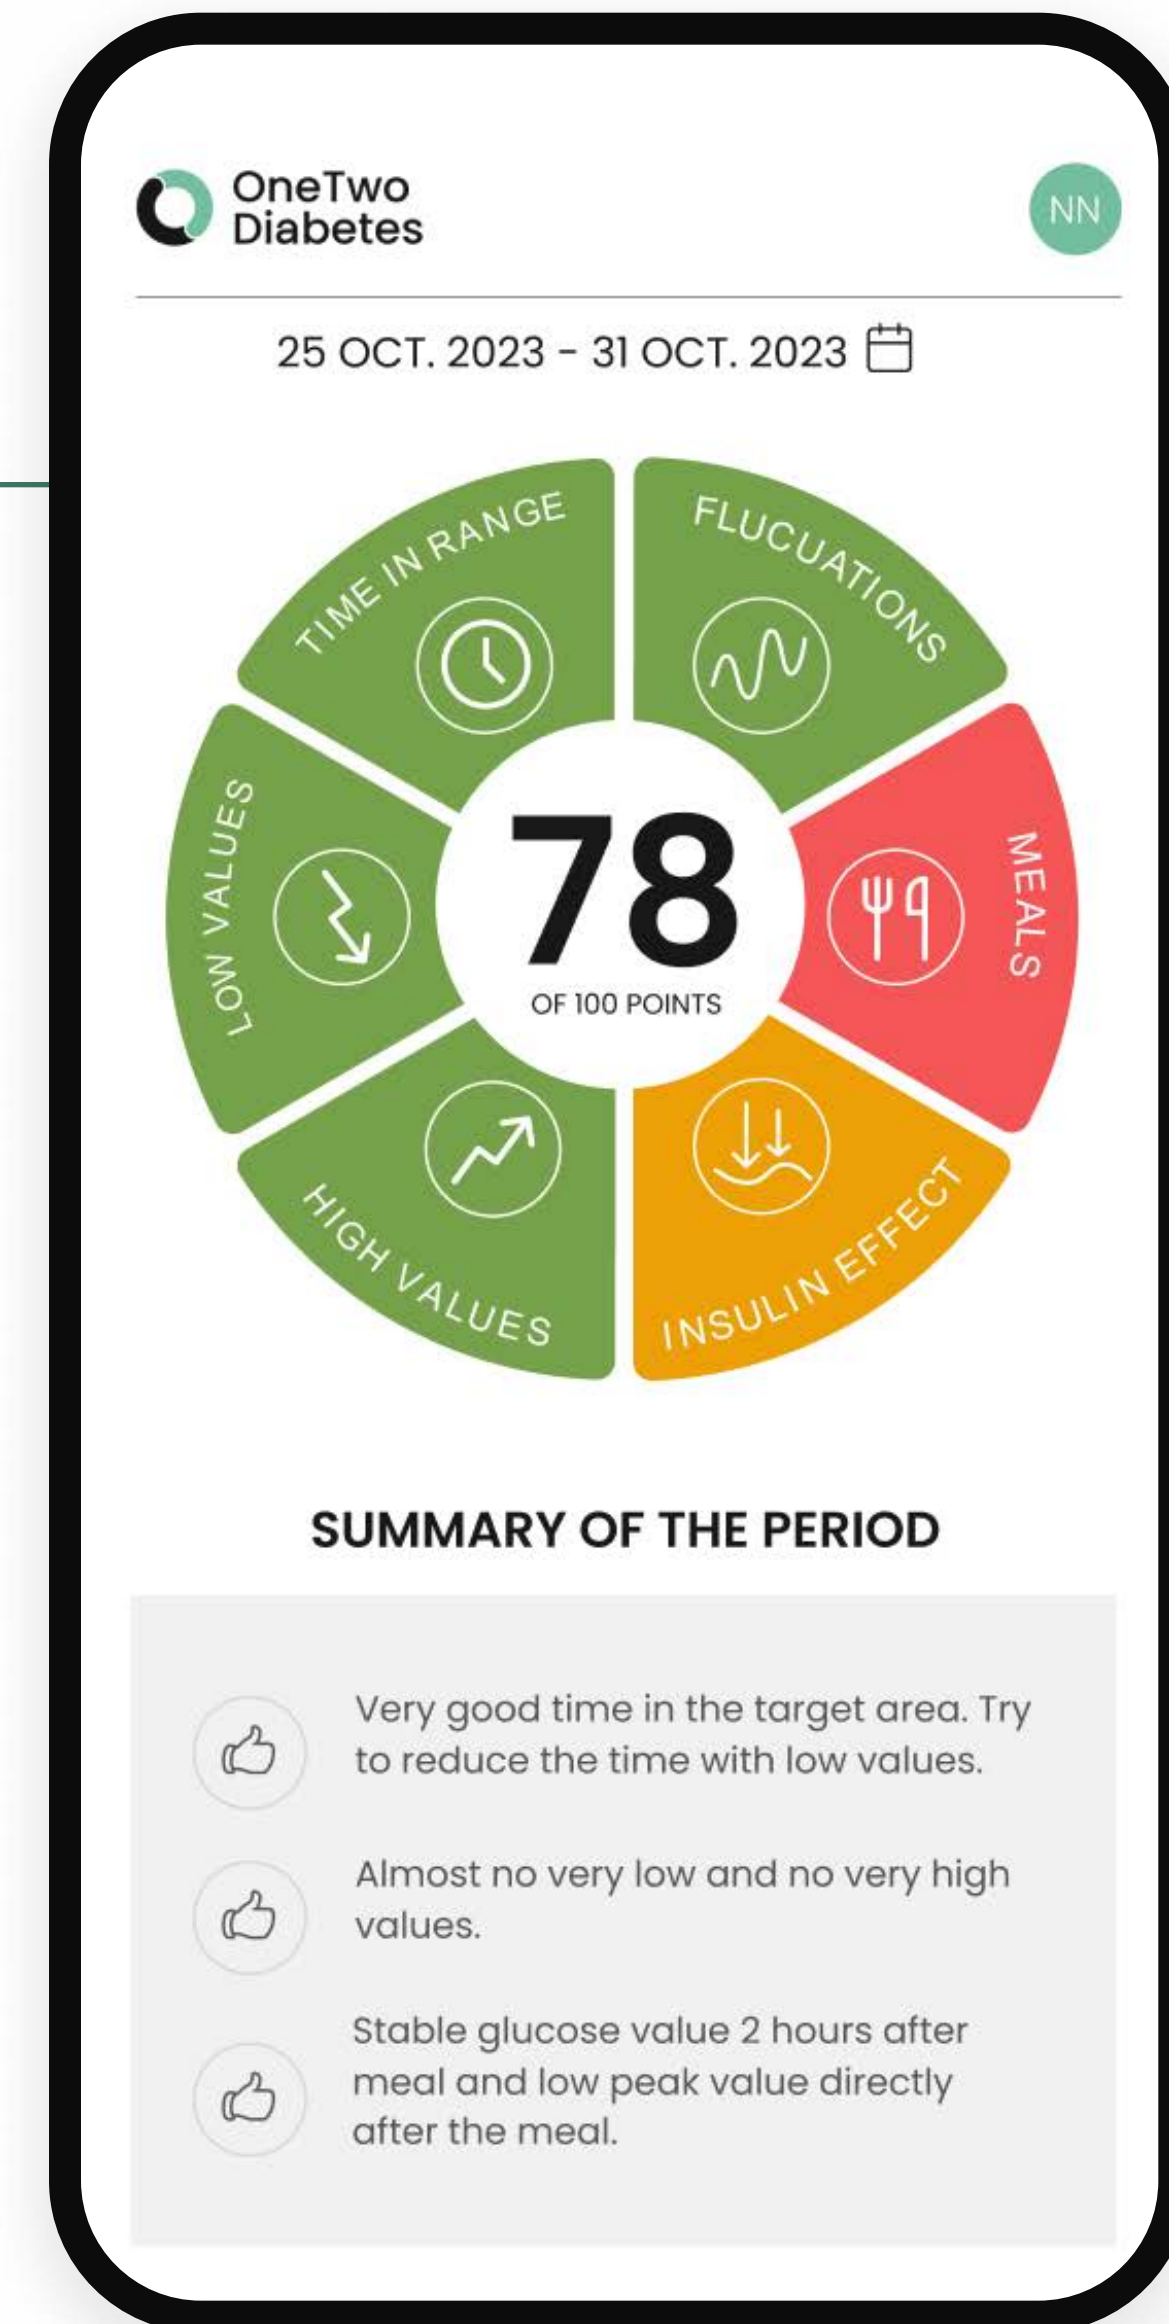 OneTwo
Diabetes
NN
25 OCT. 2023 - 31 OCT. 2023
TIME IN RANGE
FLUCUATIONS
LOW VALUES
MEALS
78
OF 100 POINTS
HIGH VALUES
INSULIN EFFECT
SUMMARY OF THE PERIOD
Very good time in the target area. Try
to reduce the time with low values.
Almost no very low and no very high
values.
Stable glucose value 2 hours after
meal and low peak value directly
after the meal.